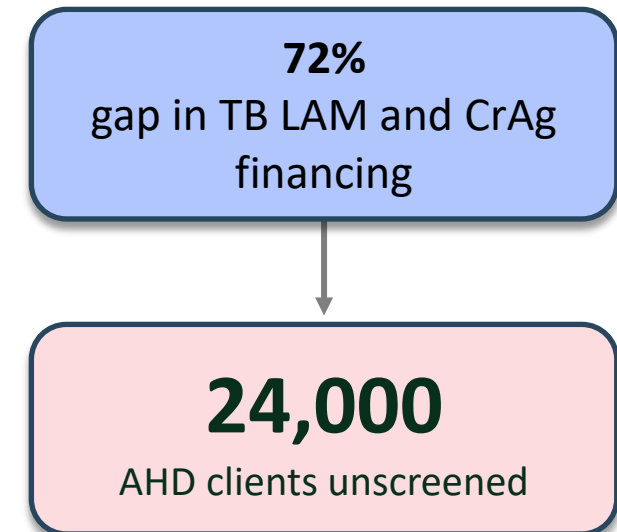 72%
gap in TB LAM and CrAg
financing
24,000
AHD clients unscreened